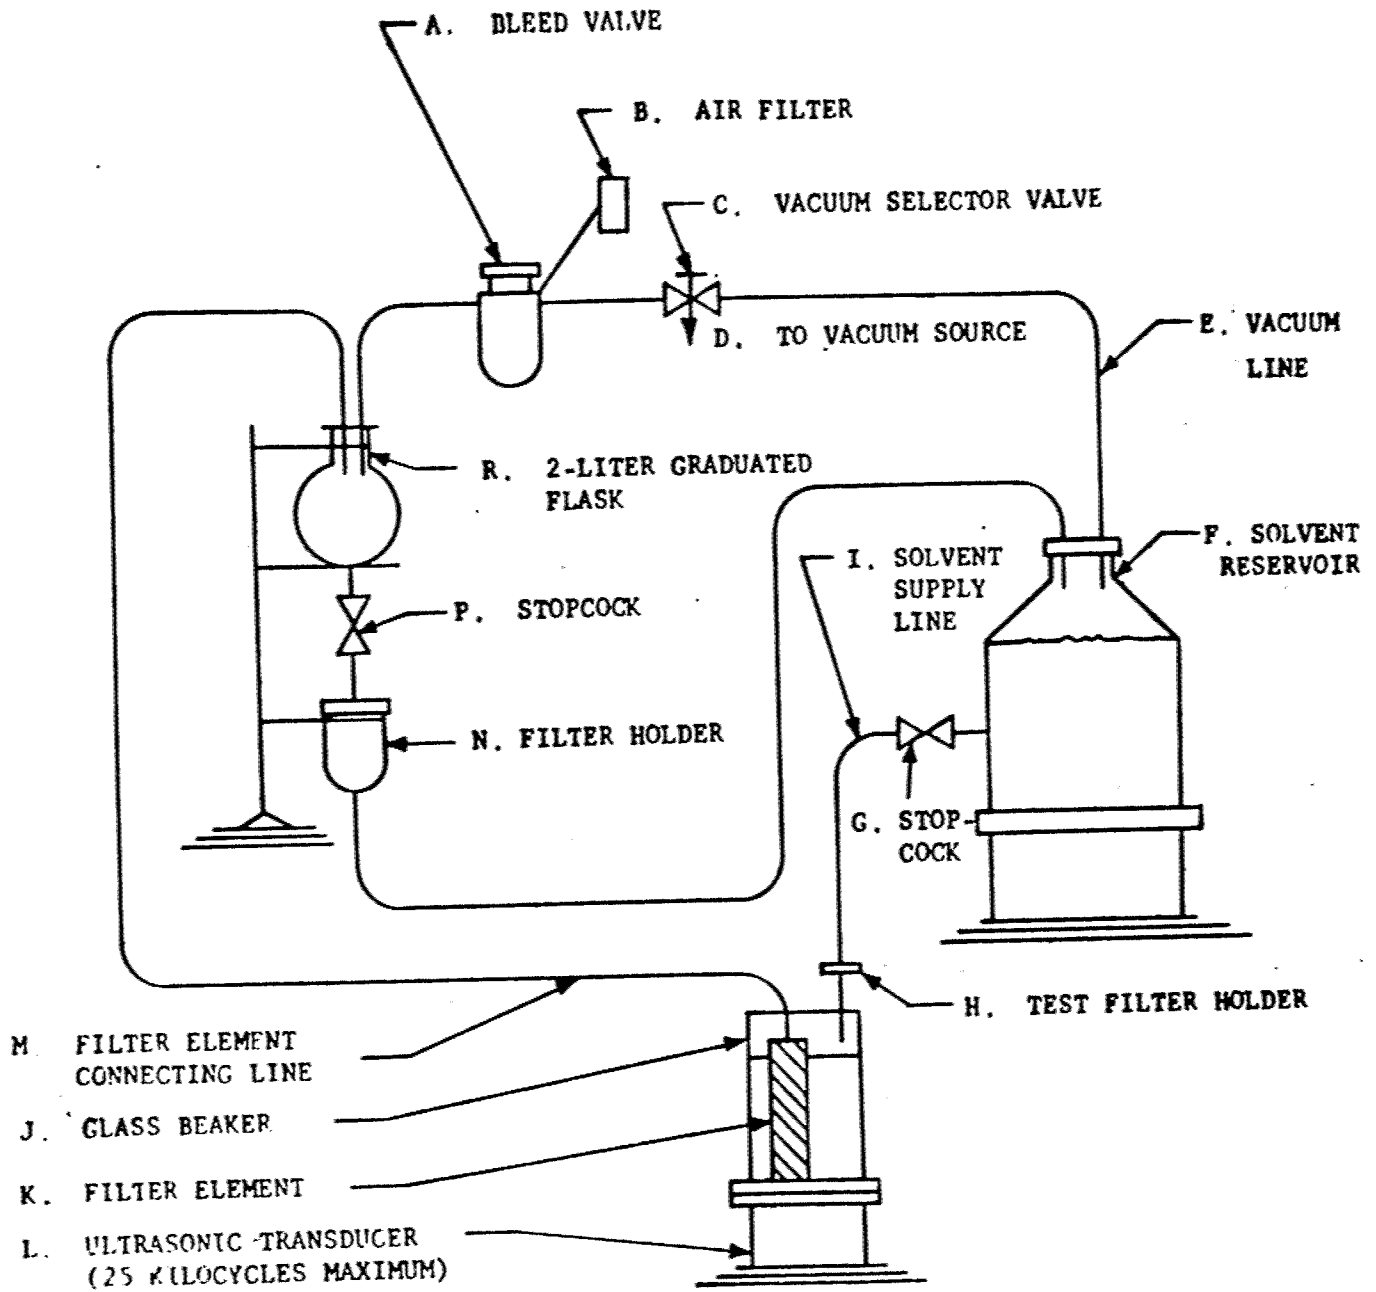 A. BLEED VALVE
B. AIR FILTER
C. VACUUM SELECTOR VALVE
D. TO VACUUM SOURCE
E. VACUUM
LINE
R. 2-LITER GRADUATED
FLASK
F. SOLVENT
RESERVOIR
I. SOLVENT
SUPPLY
LINE
P. STOPCOCK
N. FILTER HOLDER
G. STOP-
COCK
H. TEST FILTER HOLDER
M FILTER ELEMENT
CONNECTING LINE
J. GLASS BEAKER
K. FILTER ELEMENT
L. ULTRASONIC TRANSDUCER
(25 KILOCYCLES MAXIMUM)